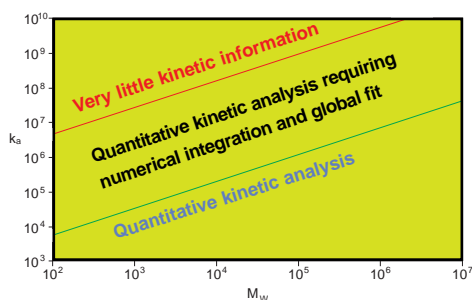 10¹⁰
10⁹
10⁸
10⁷
10⁶
10⁵
10⁴
10³
kₐ
Very little kinetic information
Quantitative kinetic analysis requiring
numerical integration and global fit
Quantitative kinetic analysis
10² 10³ 10⁴ 10⁵ 10⁶ 10⁷
M_W